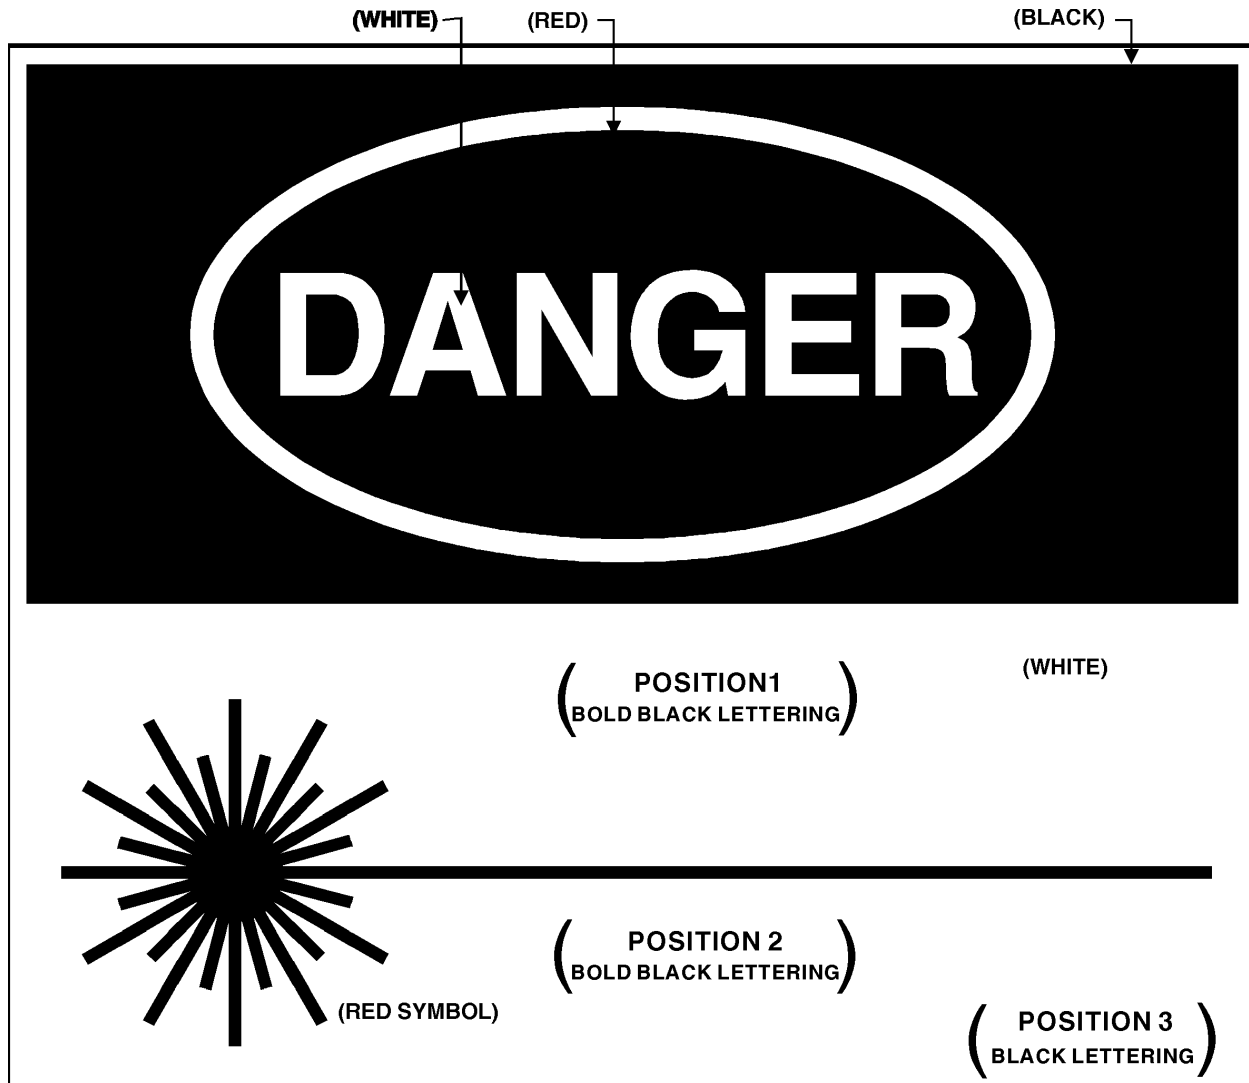 (WHITE) (RED) (BLACK)
DANGER
POSITION1
(BOLD BLACK LETTERING)
(WHITE)
POSITION 2
(BOLD BLACK LETTERING)
(RED SYMBOL)
(POSITION 3
BLACK LETTERING)